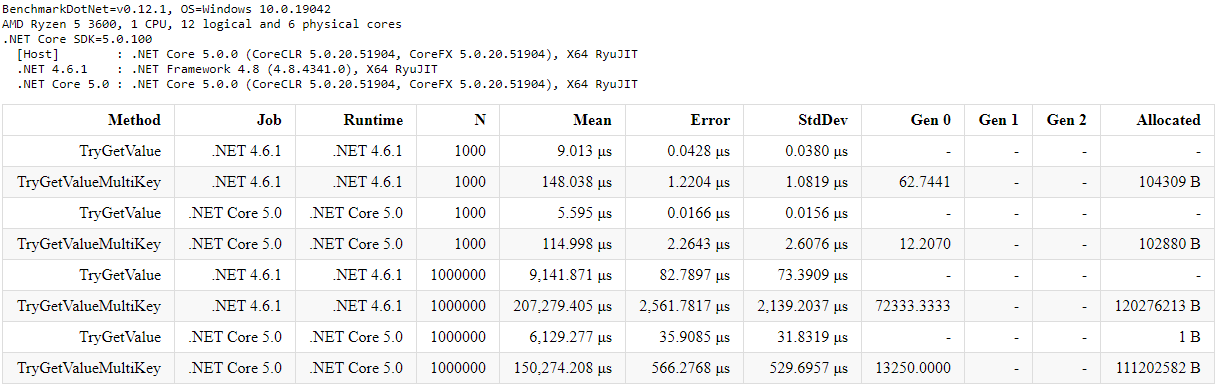 BenchmarkDotNet=v0.12.1, OS=Windows 10.0.19042
AMD Ryzen 5 3600, 1 CPU, 12 logical and 6 physical cores
.NET Core SDK=5.0.100
  [Host]        : .NET Core 5.0.0 (CoreCLR 5.0.20.51904, CoreFX 5.0.20.51904), X64 RyuJIT
  .NET 4.6.1    : .NET Framework 4.8 (4.8.4341.0), X64 RyuJIT
  .NET Core 5.0 : .NET Core 5.0.0 (CoreCLR 5.0.20.51904, CoreFX 5.0.20.51904), X64 RyuJIT
Method Job Runtime N Mean Error StdDev Gen 0 Gen 1 Gen 2 Allocated
TryGetValue .NET 4.6.1 .NET 4.6.1 1000 9.013 μs 0.0428 μs 0.0380 μs - - - -
TryGetValueMultiKey .NET 4.6.1 .NET 4.6.1 1000 148.038 μs 1.2204 μs 1.0819 μs 62.7441 - - 104309 B
TryGetValue .NET Core 5.0 .NET Core 5.0 1000 5.595 μs 0.0166 μs 0.0156 μs - - - -
TryGetValueMultiKey .NET Core 5.0 .NET Core 5.0 1000 114.998 μs 2.2643 μs 2.6076 μs 12.2070 - - 102880 B
TryGetValue .NET 4.6.1 .NET 4.6.1 1000000 9,141.871 μs 82.7897 μs 73.3909 μs - - - -
TryGetValueMultiKey .NET 4.6.1 .NET 4.6.1 1000000 207,279.405 μs 2,561.7817 μs 2,139.2037 μs 72333.3333 - - 120276213 B
TryGetValue .NET Core 5.0 .NET Core 5.0 1000000 6,129.277 μs 35.9085 μs 31.8319 μs - - - 1 B
TryGetValueMultiKey .NET Core 5.0 .NET Core 5.0 1000000 150,274.208 μs 566.2768 μs 529.6957 μs 13250.0000 - - 111202582 B